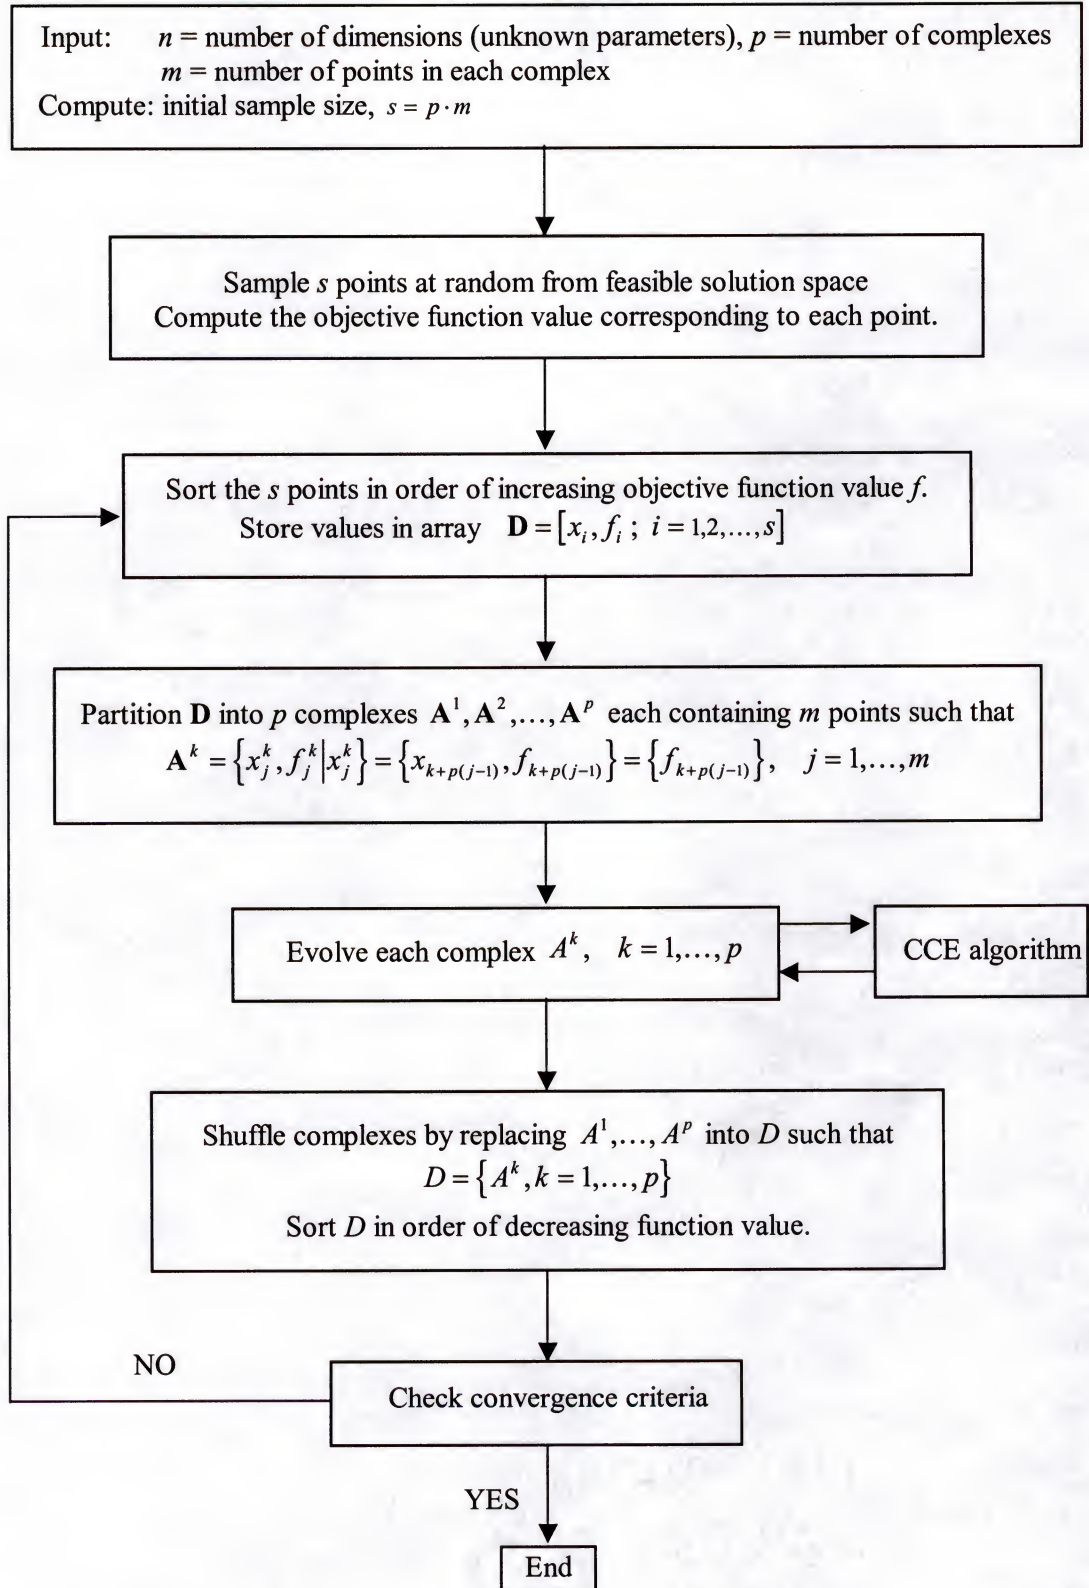 Input: n = number of dimensions (unknown parameters), p = number of complexes
m = number of points in each complex
Compute: initial sample size, s = p · m
Sample s points at random from feasible solution space
Compute the objective function value corresponding to each point.
Sort the s points in order of increasing objective function value f.
Store values in array D = [x_i, f_i ; i = 1,2,...,s]
Partition D into p complexes A^1, A^2,..., A^p each containing m points such that
A^k = {x_j^k, f_j^k | x_j^k} = {x_{k+p(j-1)}, f_{k+p(j-1)}} = {f_{k+p(j-1)}}, j = 1,...,m
Evolve each complex A^k, k = 1,..., p
CCE algorithm
Shuffle complexes by replacing A^1,..., A^p into D such that
D = {A^k, k = 1,..., p}
Sort D in order of decreasing function value.
NO
Check convergence criteria
YES
End